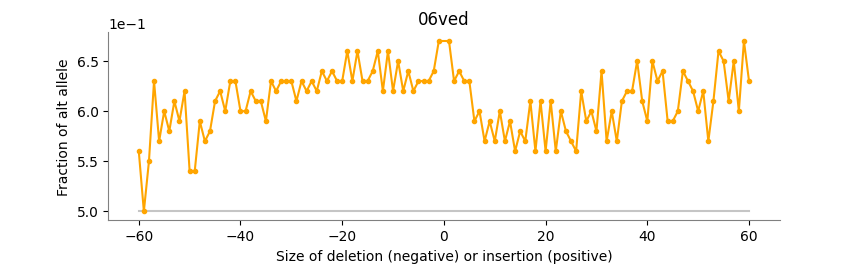 06ved
1e−1
6.5
6.0
5.5
5.0
Fraction of alt allele
−60 −40 −20 0 20 40 60
Size of deletion (negative) or insertion (positive)